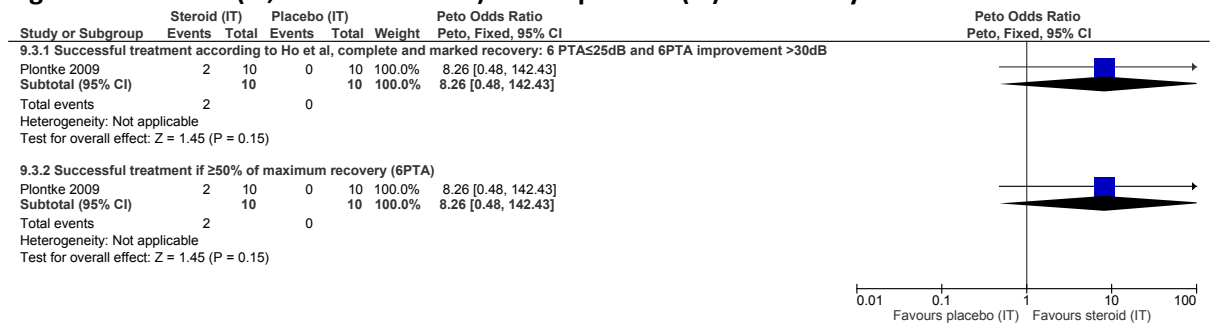 Steroid (IT) Placebo (IT) Peto Odds Ratio Peto Odds Ratio
Study or Subgroup Events Total Events Total Weight Peto, Fixed, 95% CI Peto, Fixed, 95% CI
9.3.1 Successful treatment according to Ho et al, complete and marked recovery: 6 PTA≤25dB and 6PTA improvement >30dB
Plontke 2009 2 10 0 10 100.0% 8.26 [0.48, 142.43]
Subtotal (95% CI) 10 10 100.0% 8.26 [0.48, 142.43]
Total events 2 0
Heterogeneity: Not applicable
Test for overall effect: Z = 1.45 (P = 0.15)
9.3.2 Successful treatment if ≥50% of maximum recovery (6PTA)
Plontke 2009 2 10 0 10 100.0% 8.26 [0.48, 142.43]
Subtotal (95% CI) 10 10 100.0% 8.26 [0.48, 142.43]
Total events 2 0
Heterogeneity: Not applicable
Test for overall effect: Z = 1.45 (P = 0.15)
0.01 0.1 1 10 100
Favours placebo (IT) Favours steroid (IT)